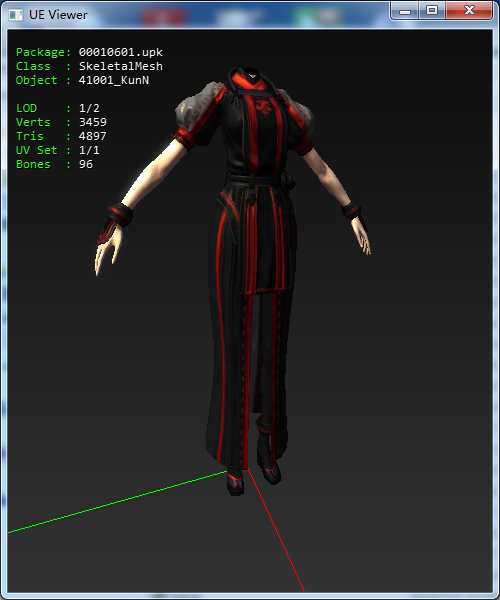 UE Viewer
Package: 00010601.upk
Class : SkeletalMesh
Object : 41001_KunN
LOD : 1/2
Verts : 3459
Tris : 4897
UV Set : 1/1
Bones : 96